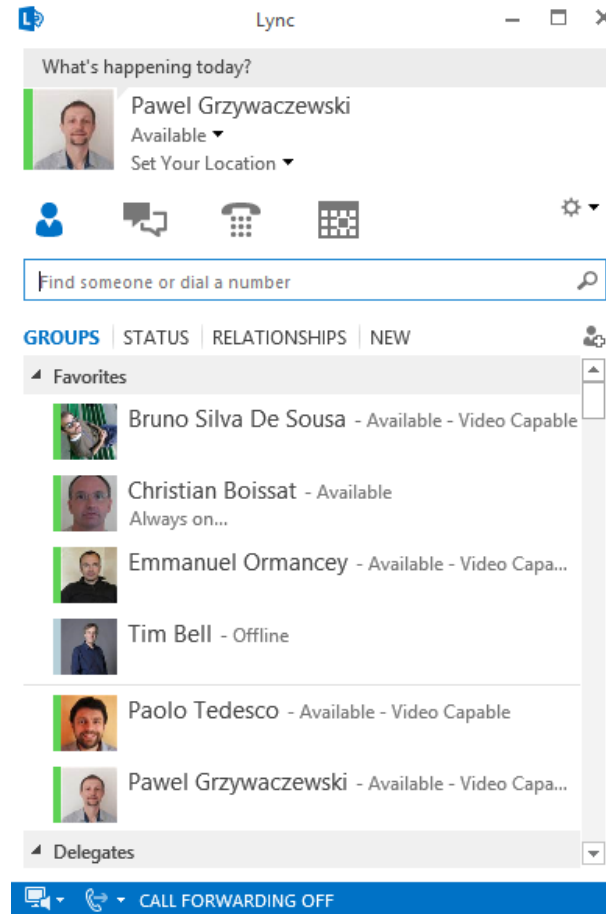 Lync
What's happening today?
Pawel Grzywaczewski
Available
Set Your Location
Find someone or dial a number
GROUPS STATUS RELATIONSHIPS NEW
Favorites
Bruno Silva De Sousa - Available - Video Capable
Christian Boissat - Available
Always on...
Emmanuel Ormancey - Available - Video Capa...
Tim Bell - Offline
Paolo Tedesco - Available - Video Capable
Pawel Grzywaczewski - Available - Video Capa...
Delegates
CALL FORWARDING OFF